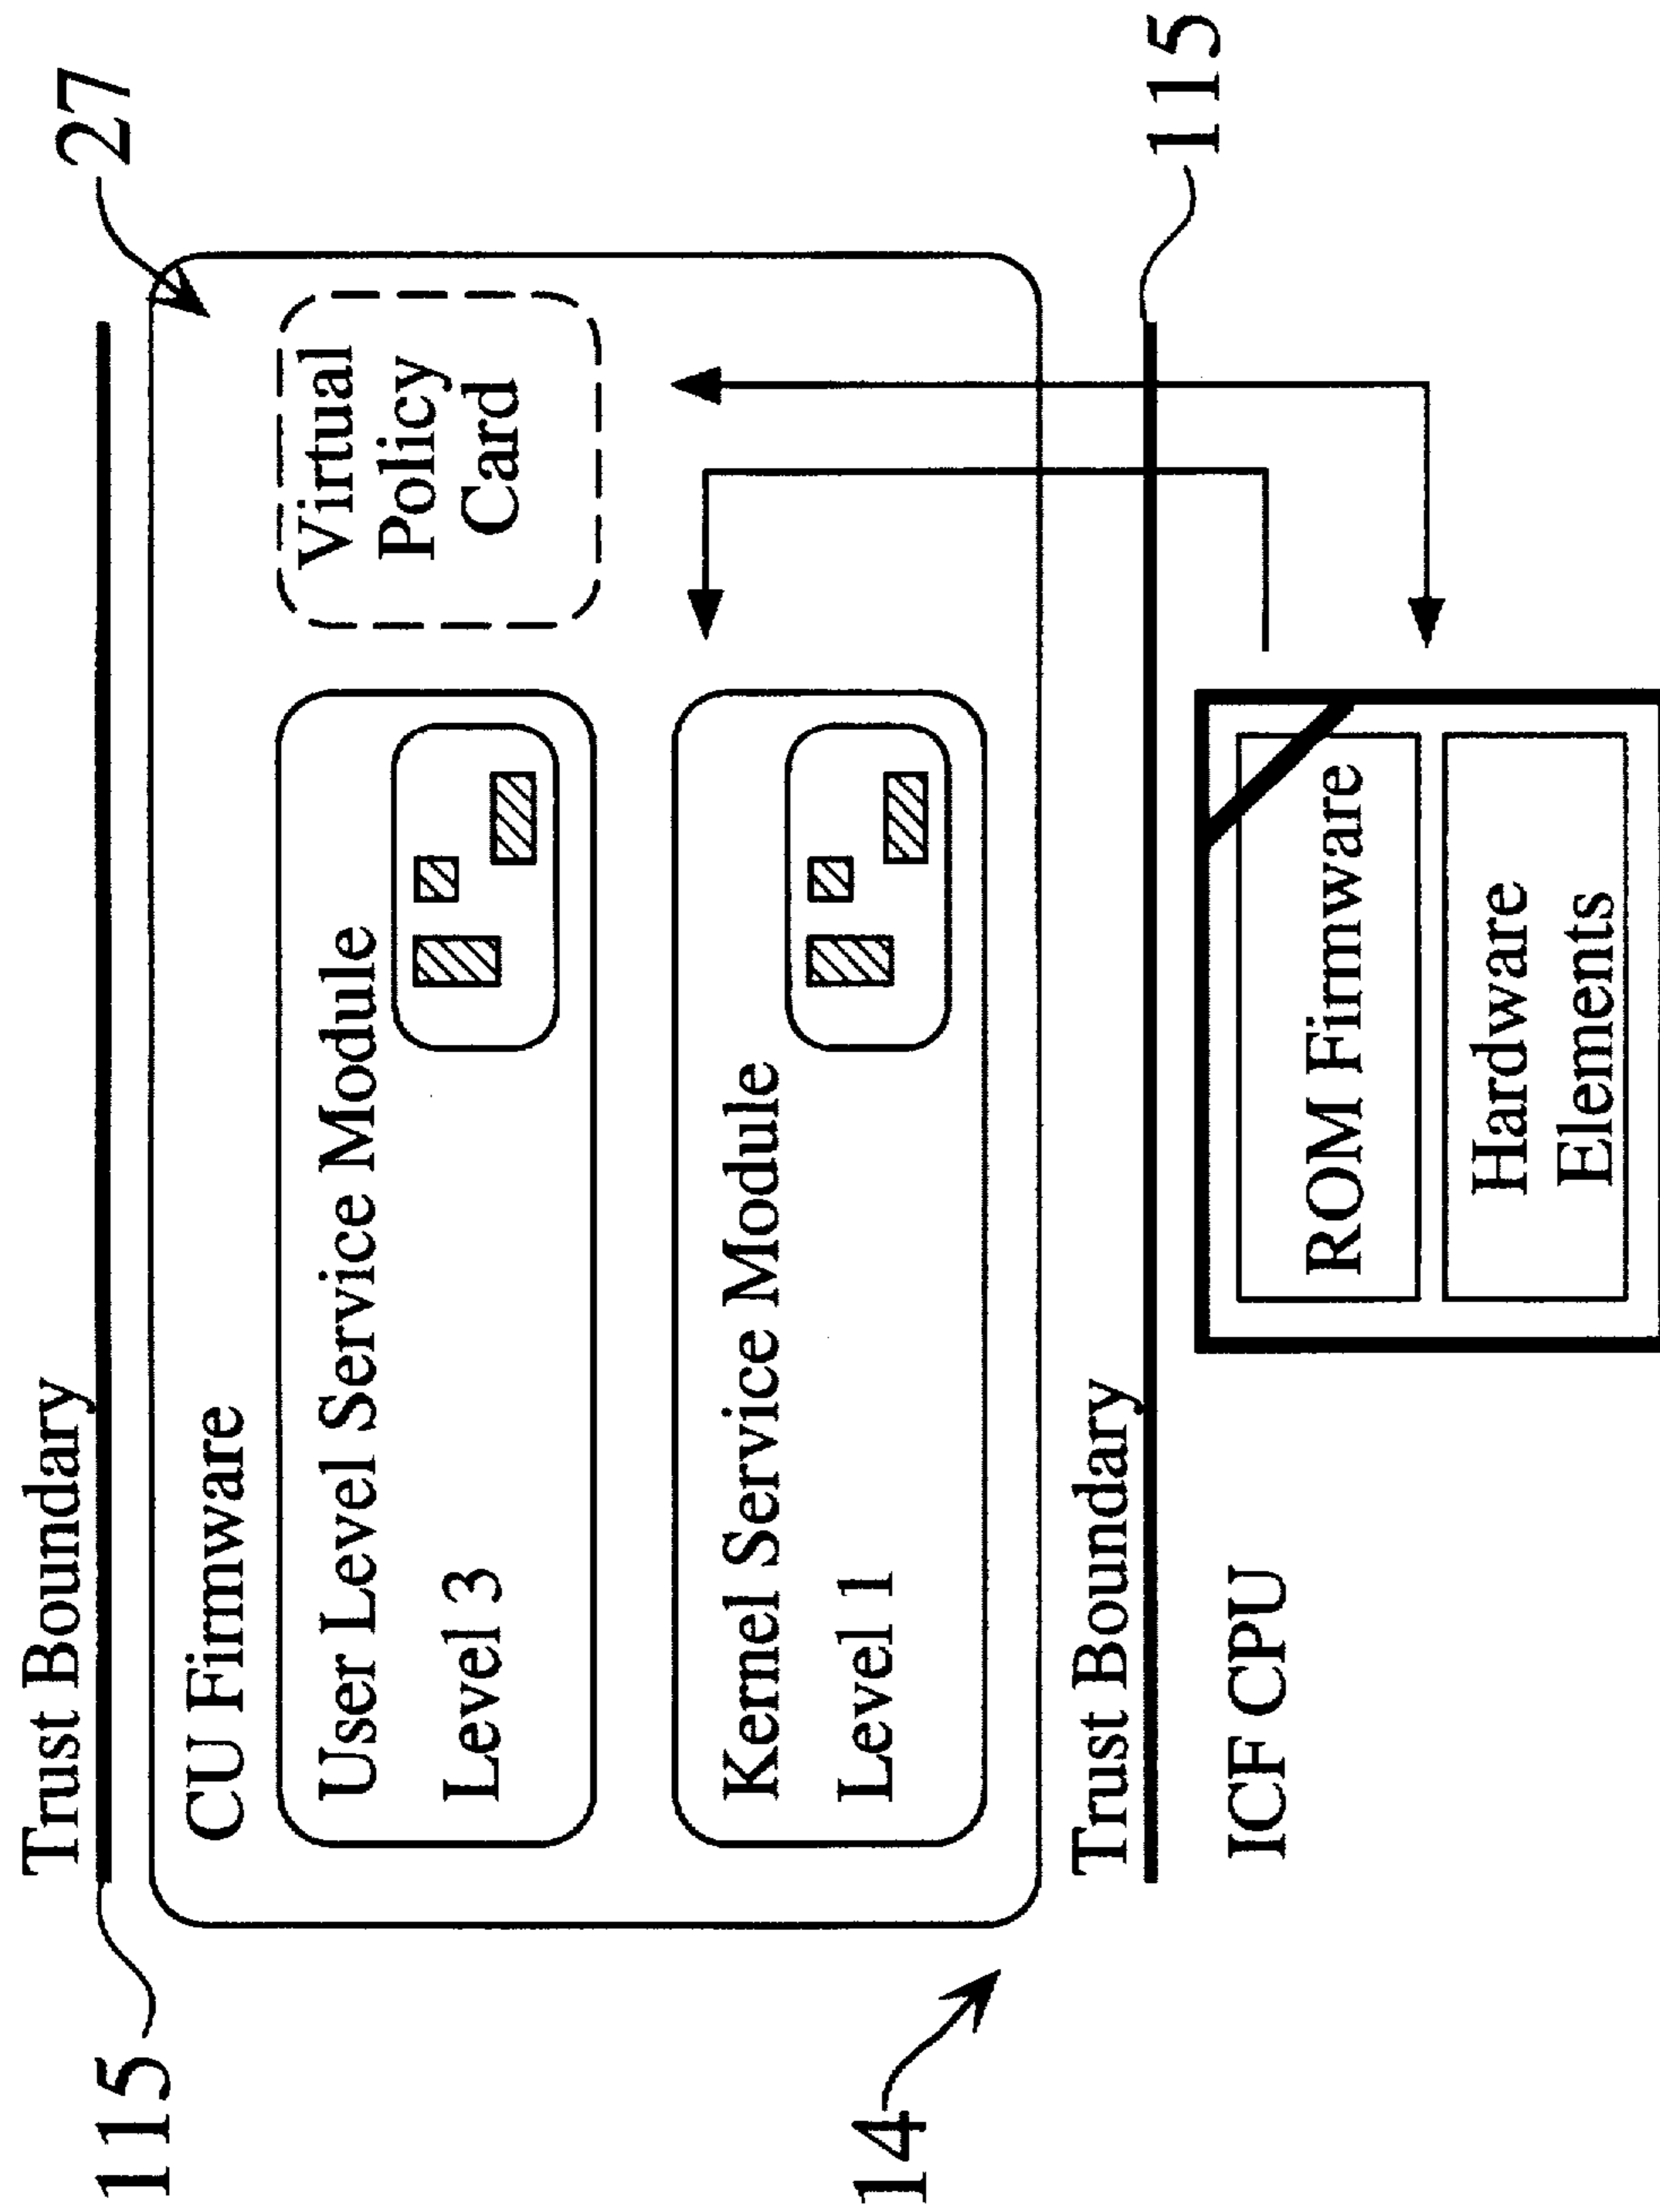 Trust Boundary
115
27
CU Firmware
User Level Service Module
Level 3
Virtual
Policy
Card
Kernel Service Module
Level 1
14
Trust Boundary
115
ICF CPU
ROM Firmware
Hardware
Elements